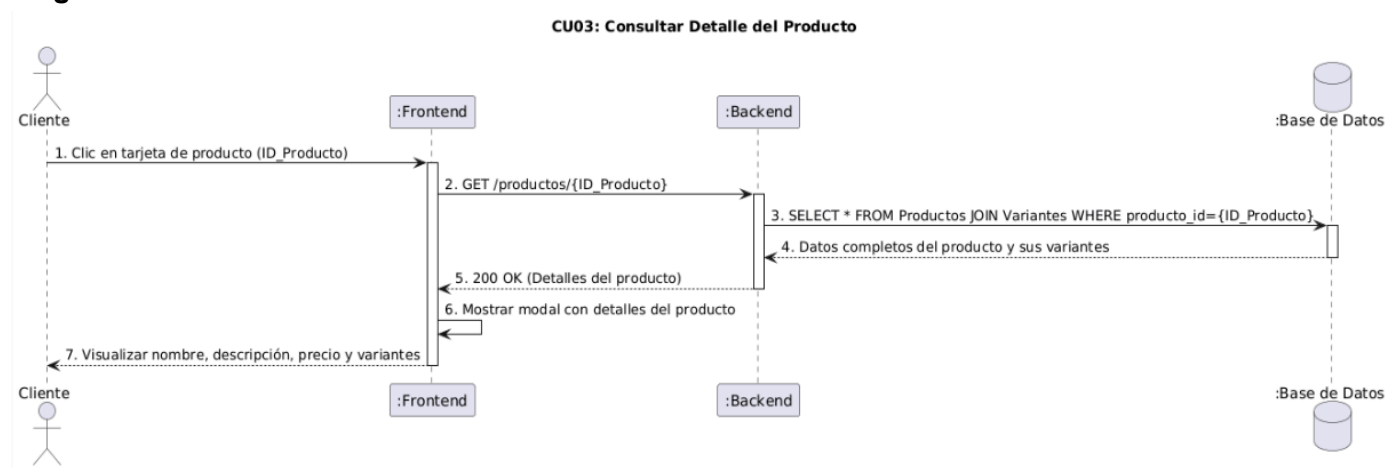 CU03: Consultar Detalle del Producto
Cliente
:Frontend
:Backend
:Base de Datos
1. Clic en tarjeta de producto (ID_Producto)
2. GET /productos/{ID_Producto}
3. SELECT * FROM Productos JOIN Variantes WHERE producto_id={ID_Producto}
4. Datos completos del producto y sus variantes
5. 200 OK (Detalles del producto)
6. Mostrar modal con detalles del producto
7. Visualizar nombre, descripción, precio y variantes
Cliente
:Frontend
:Backend
:Base de Datos